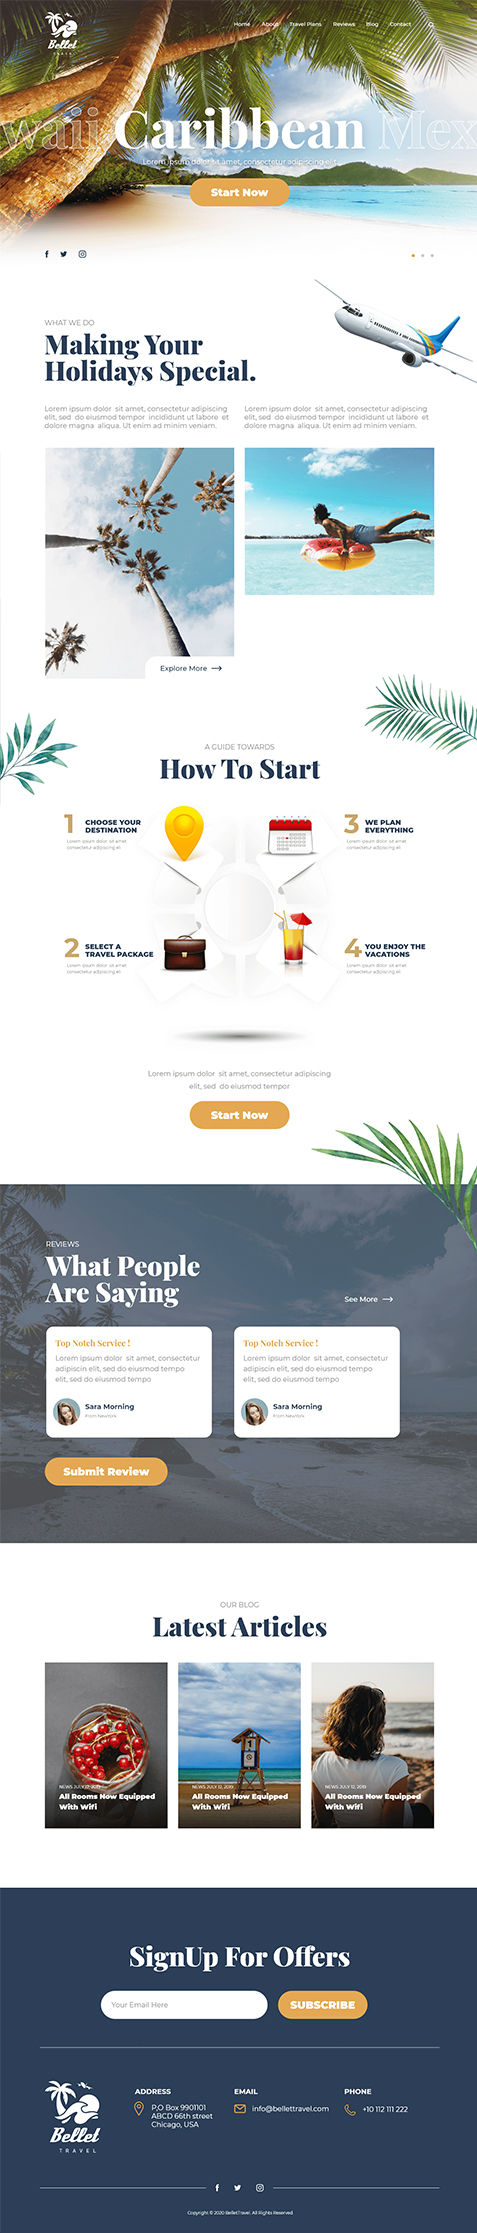 Bellet
TRAVEL
Home About Travel Plans Reviews Blog Contact
waii Caribbean Mex
Lorem ipsum dolor sit amet, consectetur adipiscing elit
Start Now
WHAT WE DO
Making Your
Holidays Special.
Lorem ipsum dolor sit amet, consectetur adipiscing
elit, sed do eiusmod tempor incididunt ut labore et
dolore magna aliqua. Ut enim ad minim veniam.
Lorem ipsum dolor sit amet, consectetur adipiscing
elit, sed do eiusmod tempor incididunt ut labore et
dolore magna aliqua. Ut enim ad minim veniam.
Explore More
A GUIDE TOWARDS
How To Start
1 CHOOSE YOUR
DESTINATION
Lorem ipsum dolor sit amet
consectetur adipiscing eli
2 SELECT A
TRAVEL PACKAGE
Lorem ipsum dolor sit amet
consectetur adipiscing eli
3 WE PLAN
EVERYTHING
Lorem ipsum dolor sit amet
consectetur adipiscing eli
4 YOU ENJOY THE
VACATIONS
Lorem ipsum dolor sit amet
consectetur adipiscing eli
Lorem ipsum dolor sit amet, consectetur adipiscing
elit, sed do eiusmod tempor
Start Now
REVIEWS
What People
Are Saying
See More
Top Notch Service !
Lorem ipsum dolor sit amet, consectetur
adipiscin elit, sed do eiusmod tempo
elit, sed do eiusmod tempo
Sara Morning
From NewYork
Top Notch Service !
Lorem ipsum dolor sit amet, consectetur
adipiscin elit, sed do eiusmod tempo
elit, sed do eiusmod tempo
Sara Morning
From NewYork
Submit Review
OUR BLOG
Latest Articles
NEWS JULY 12, 2019
All Rooms Now Equipped
With Wifi
NEWS JULY 12, 2019
All Rooms Now Equipped
With Wifi
NEWS JULY 12, 2019
All Rooms Now Equipped
With Wifi
SignUp For Offers
Your Email Here
SUBSCRIBE
Bellet
TRAVEL
ADDRESS
P;O Box 9901101
ABCD 66th street
Chicago, USA
EMAIL
info@bellettravel.com
PHONE
+10 112 111 222
Copyright © 2020 BelletTravel. All Rights Reserved